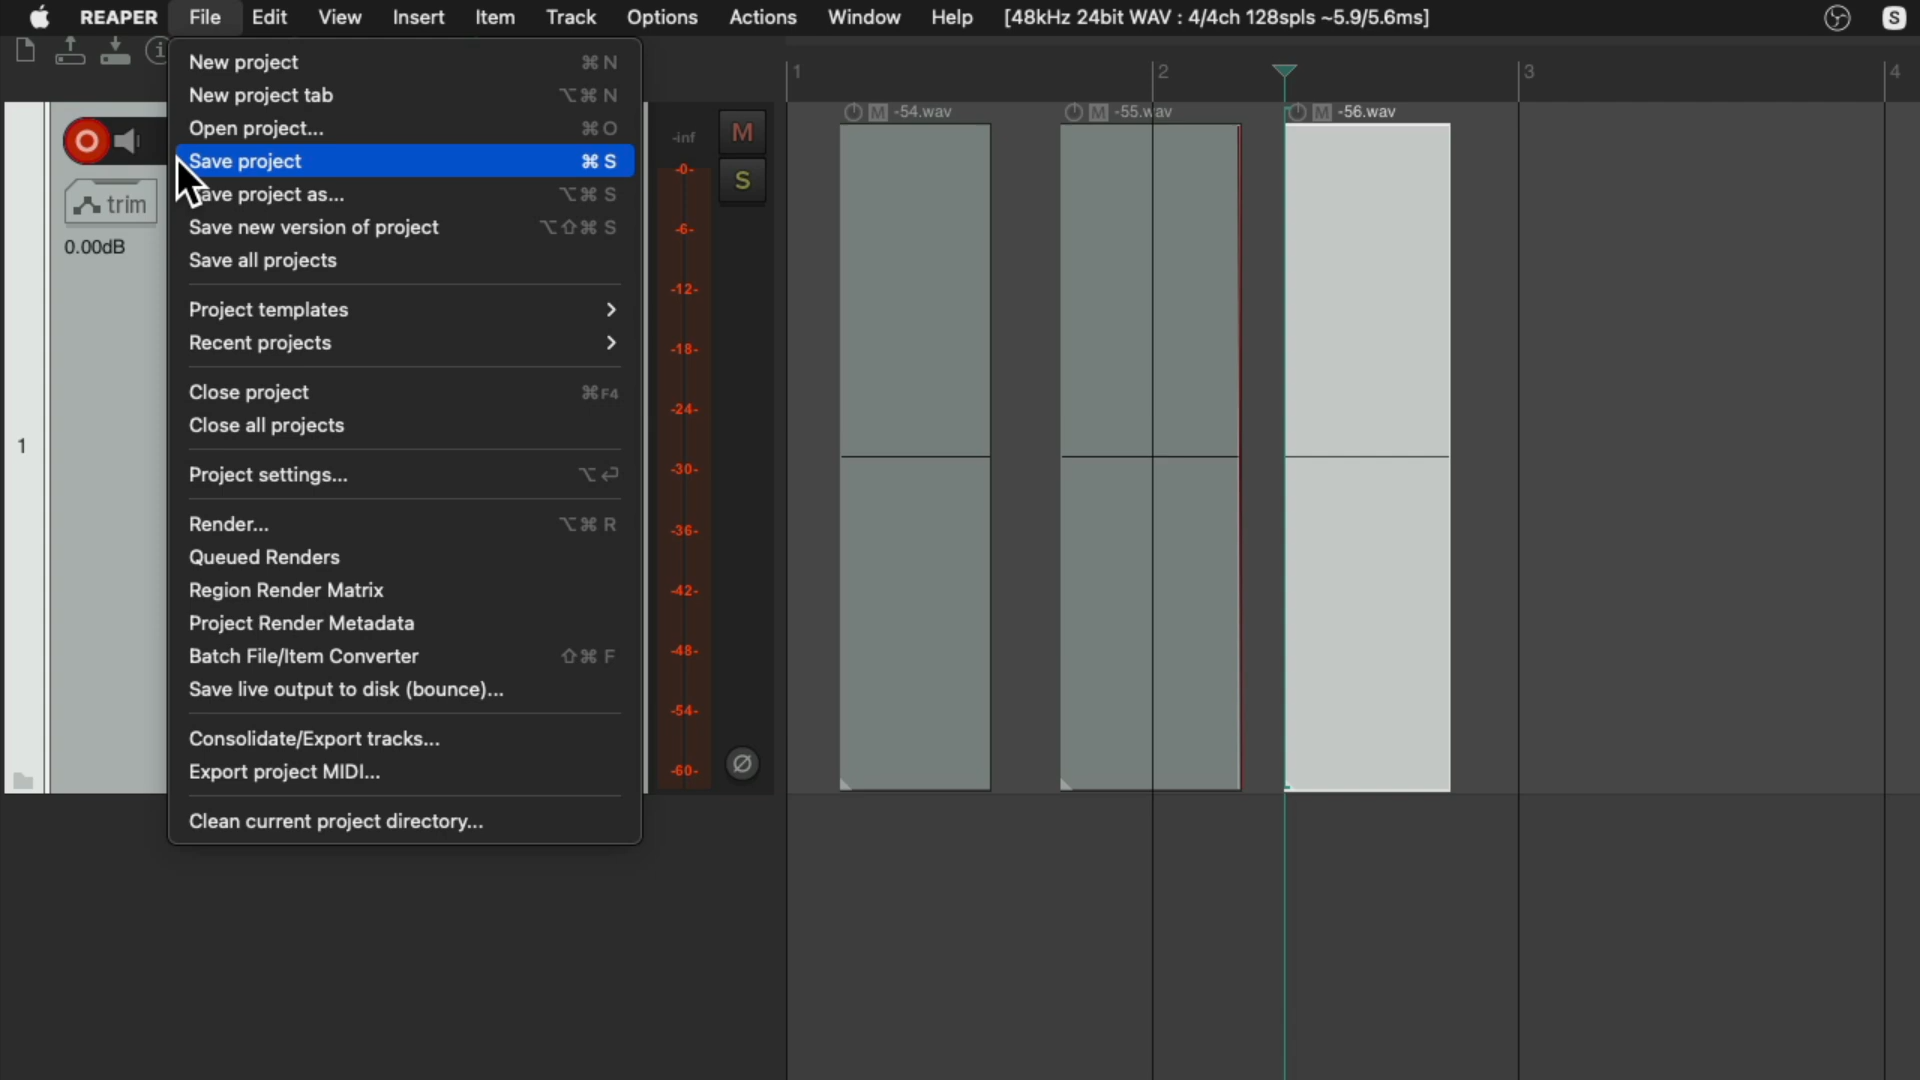 REAPER File Edit View Insert Item Track Options Actions Window Help [48kHz 24bit WAV : 4/4ch 128spls ~5.9/5.6ms] S
New project ⌘ N
New project tab ⌥⌘ N
Open project... ⌘ O
Save project ⌘ S
ave project as... ⌥⌘ S
Save new version of project ⌥⇧⌘ S
Save all projects
Project templates >
Recent projects >
Close project ⌘F4
Close all projects
Project settings... ⌥↩
Render... ⌥⌘ R
Queued Renders
Region Render Matrix
Project Render Metadata
Batch File/Item Converter ⇧⌘ F
Save live output to disk (bounce)...
Consolidate/Export tracks...
Export project MIDI...
Clean current project directory...
trim
0.00dB
1
-inf
-0-
-6-
-12-
-18-
-24-
-30-
-36-
-42-
-48-
-54-
-60-
M
S
Ø
1 2 3 4
M -54.wav M -55.wav M -56.wav